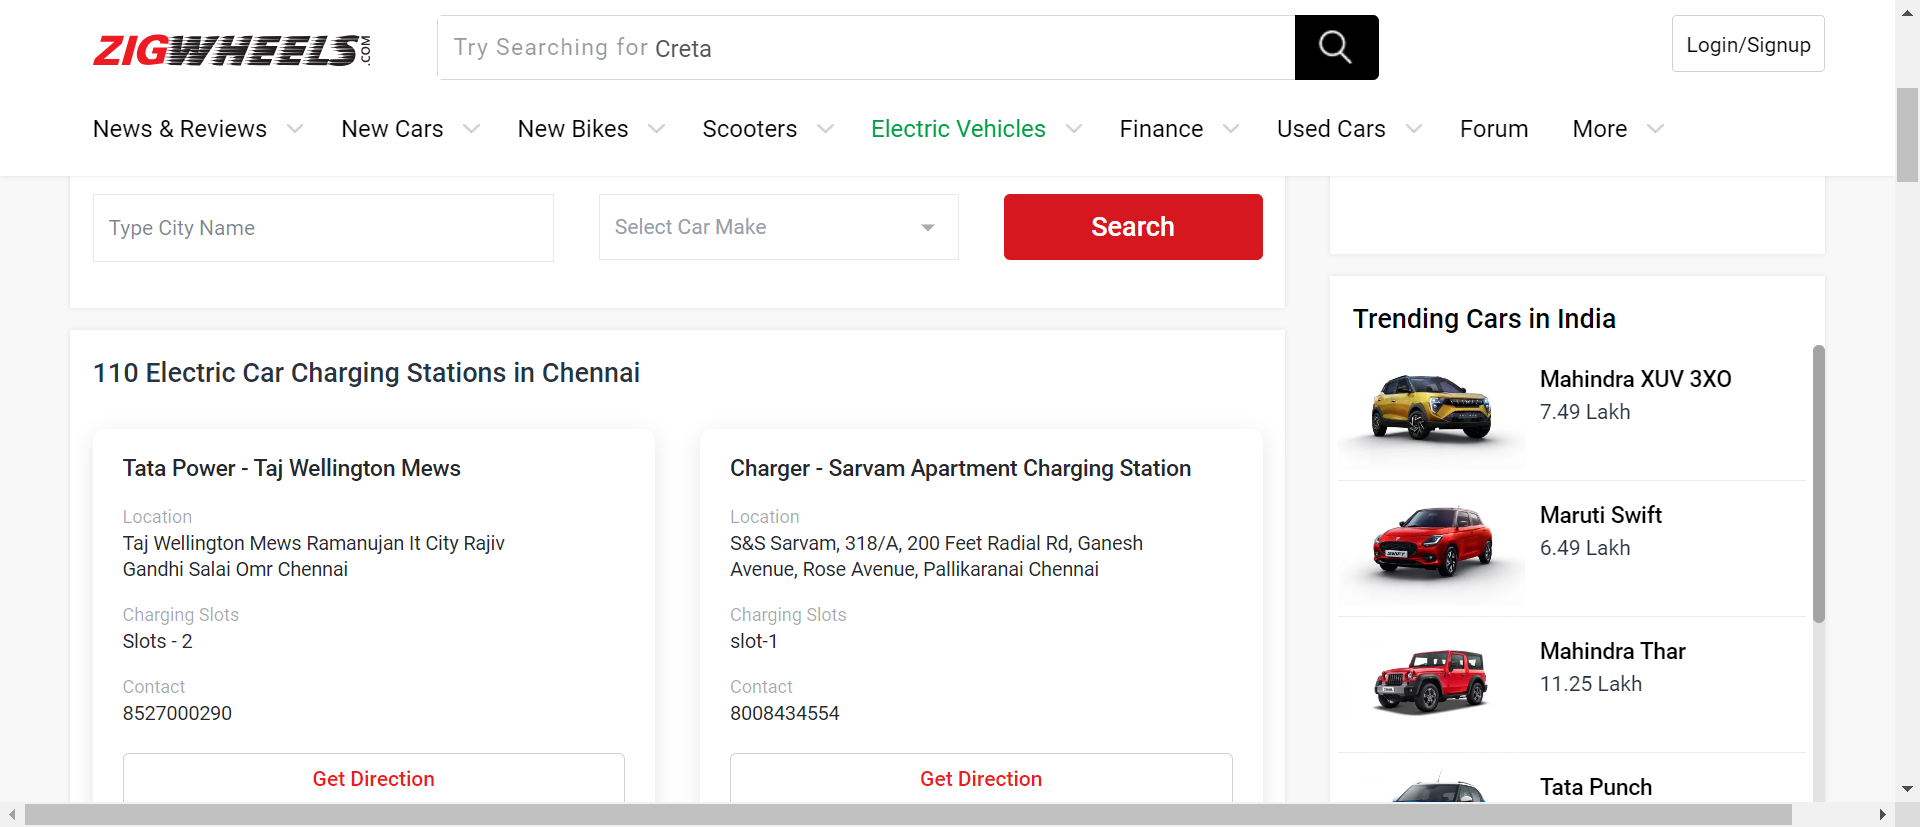 ZIGWHEELS.COM
Try Searching for Creta
Login/Signup
News & Reviews
New Cars
New Bikes
Scooters
Electric Vehicles
Finance
Used Cars
Forum
More
Type City Name
Select Car Make
Search
110 Electric Car Charging Stations in Chennai
Tata Power - Taj Wellington Mews
Location
Taj Wellington Mews Ramanujan It City Rajiv
Gandhi Salai Omr Chennai
Charging Slots
Slots - 2
Contact
8527000290
Get Direction
Charger - Sarvam Apartment Charging Station
Location
S&S Sarvam, 318/A, 200 Feet Radial Rd, Ganesh
Avenue, Rose Avenue, Pallikaranai Chennai
Charging Slots
slot-1
Contact
8008434554
Get Direction
Trending Cars in India
Mahindra XUV 3XO
7.49 Lakh
Maruti Swift
6.49 Lakh
SWIFT
Mahindra Thar
11.25 Lakh
Tata Punch